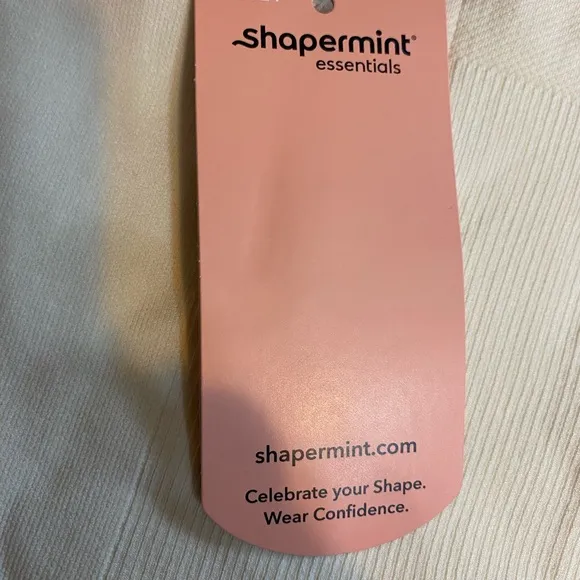 Shapermint®
essentials
shapermint.com
Celebrate your Shape.
Wear Confidence.